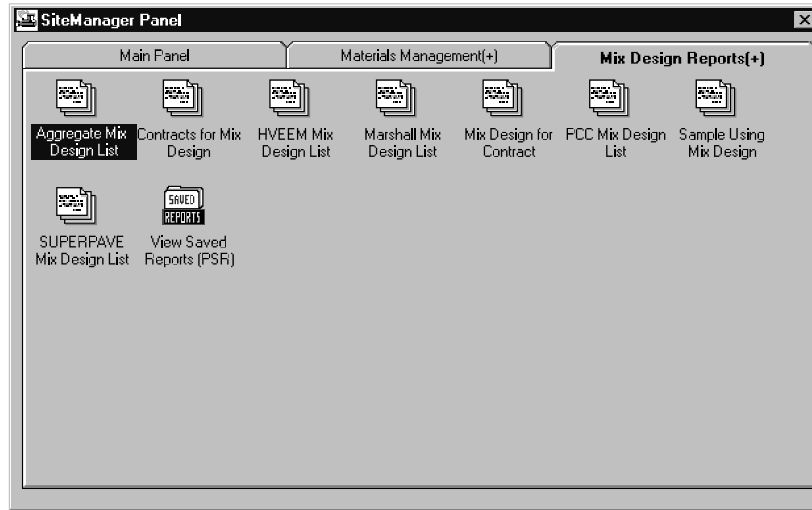 SiteManager Panel
Main Panel
Materials Management(+)
Mix Design Reports(+)
Aggregate Mix
Design List
Contracts for Mix
Design
HVEEM Mix
Design List
Marshall Mix
Design List
Mix Design for
Contract
PCC Mix Design
List
Sample Using
Mix Design
SUPERPAVE
Mix Design List
SAVED
REPORTS
View Saved
Reports (PSR)